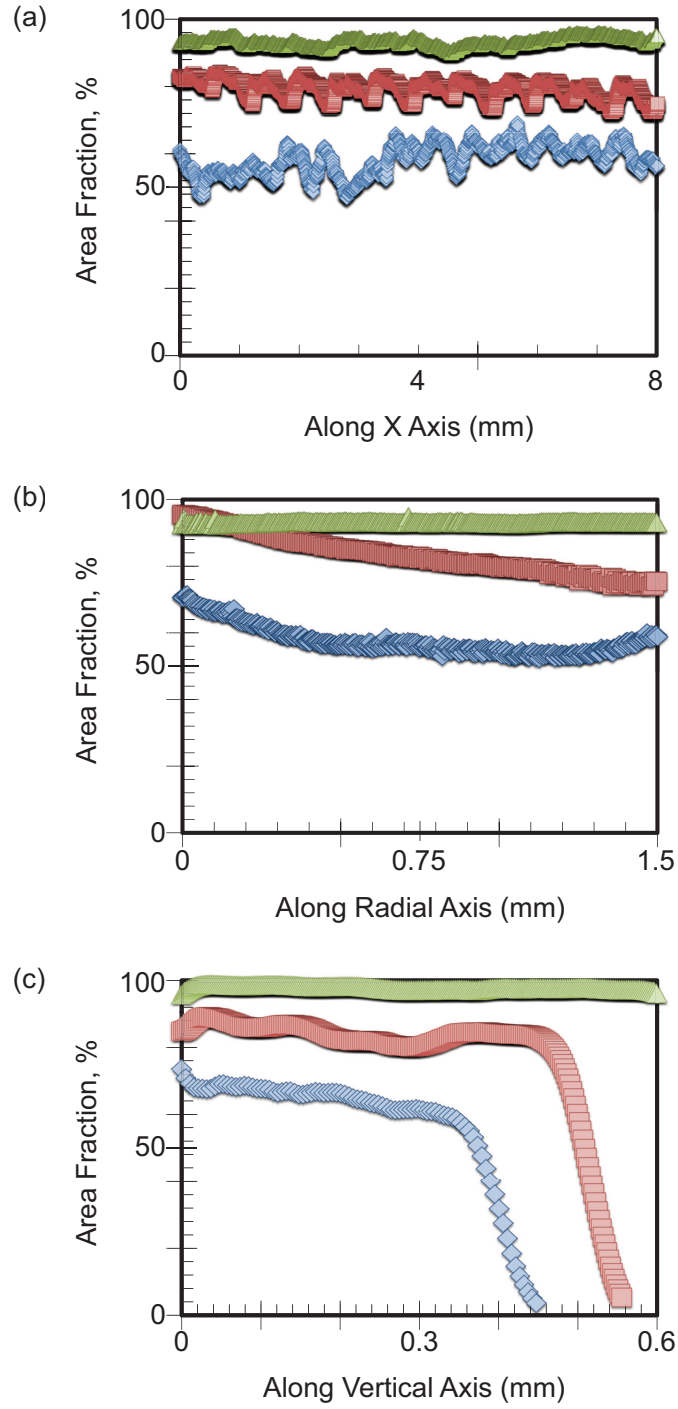 (a)
100
50
0
Area Fraction, %
0 4 8
Along X Axis (mm)
(b)
100
50
0
Area Fraction, %
0 0.75 1.5
Along Radial Axis (mm)
(c)
100
50
0
Area Fraction, %
0 0.3 0.6
Along Vertical Axis (mm)